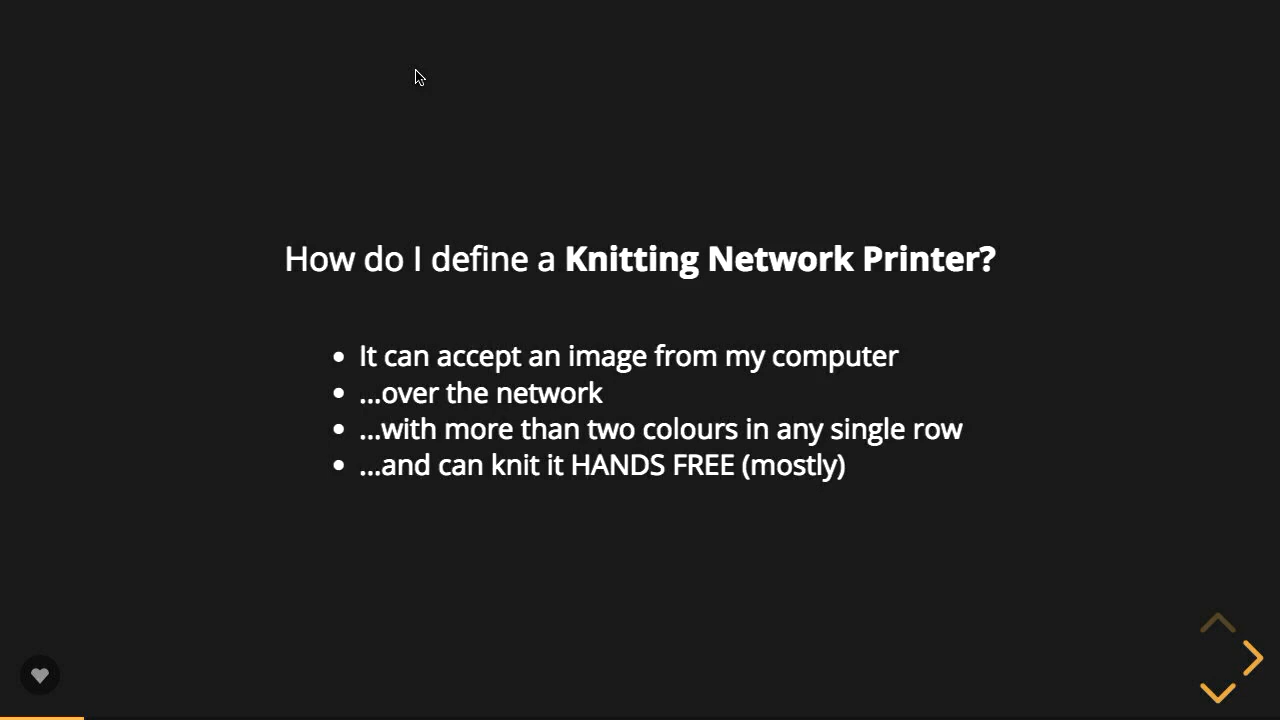 How do I define a Knitting Network Printer?
It can accept an image from my computer
...over the network
...with more than two colours in any single row
...and can knit it HANDS FREE (mostly)